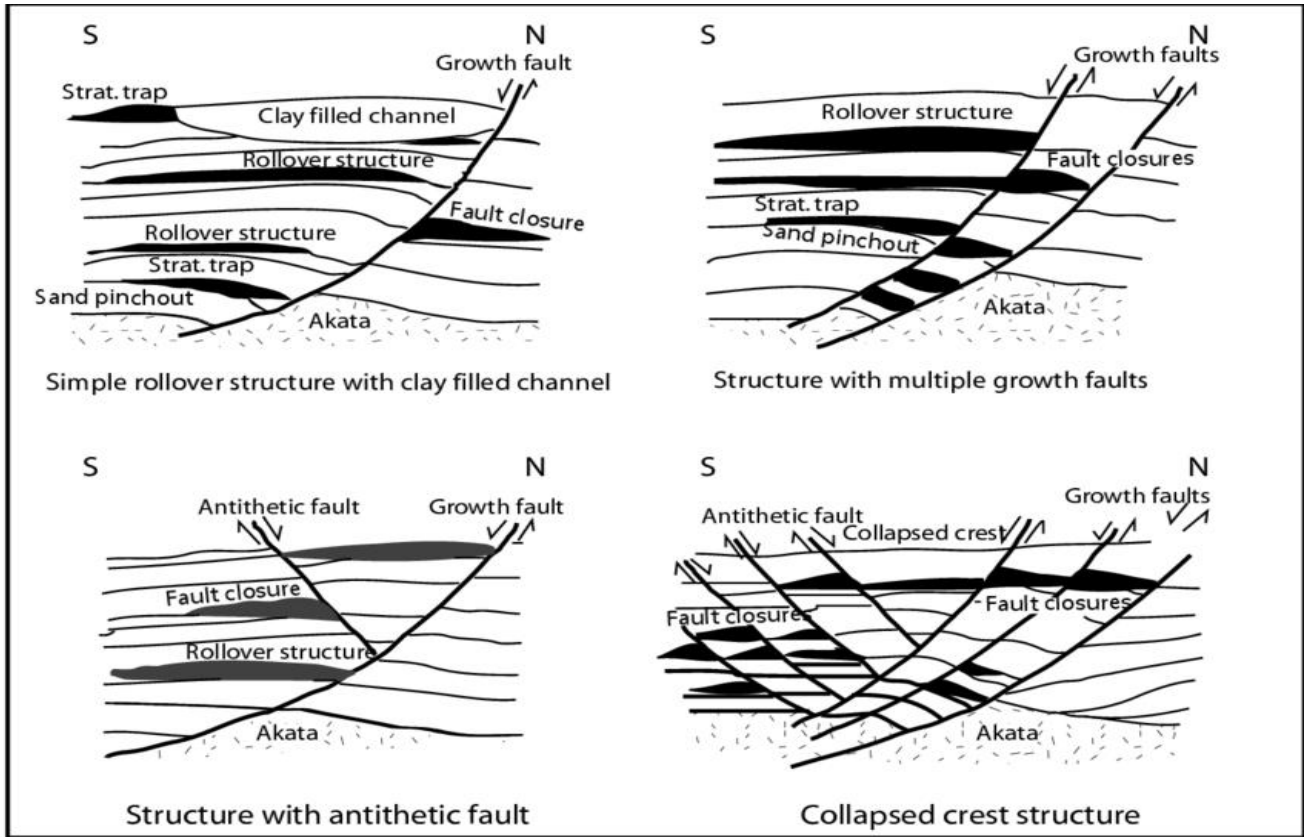 S
N
Growth fault
Strat. trap
Clay filled channel
Rollover structure
Fault closure
Rollover structure
Strat. trap
Sand pinchout
Akata
Simple rollover structure with clay filled channel
S
N
Growth faults
Rollover structure
Fault closures
Strat. trap
Sand pinchout
Akata
Structure with multiple growth faults
S
N
Antithetic fault
Growth fault
Fault closure
Rollover structure
Akata
Structure with antithetic fault
S
N
Growth faults
Antithetic fault
Collapsed crest
Fault closures
Fault closures
Akata
Collapsed crest structure